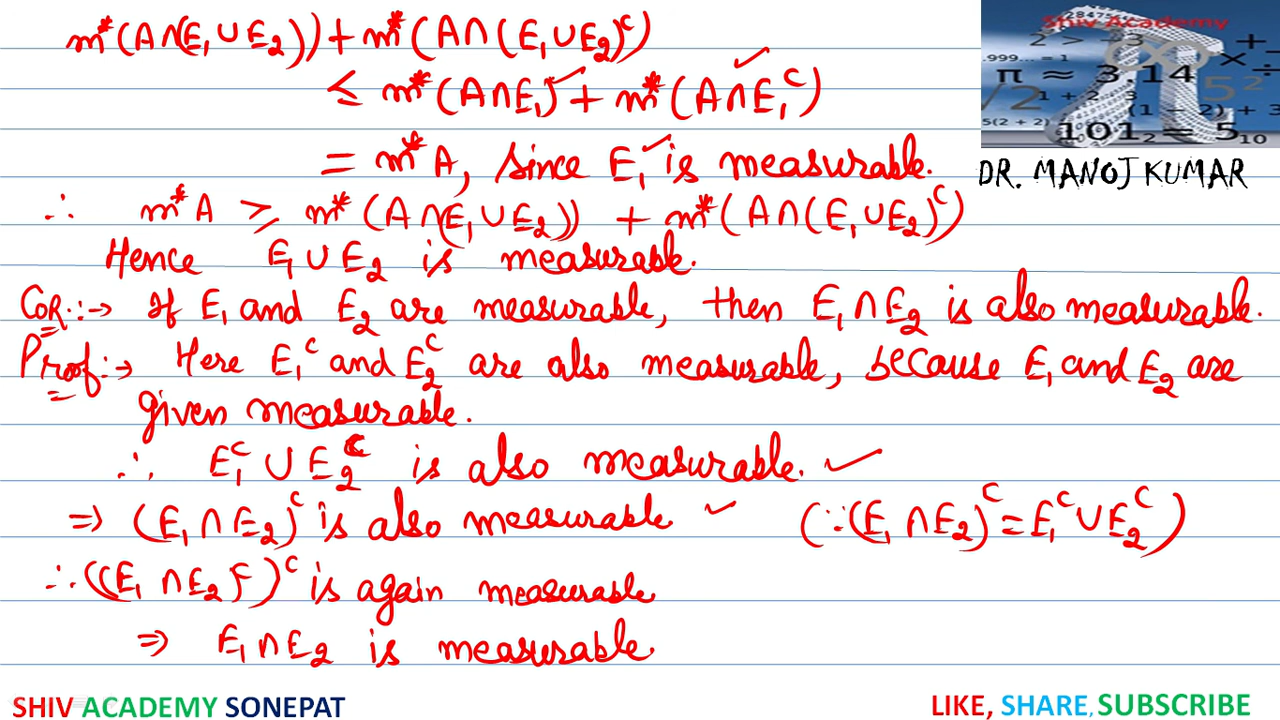 m*(A∩(E₁∪E₂)) + m*(A∩(E₁∪E₂)ᶜ)
≤ m*(A∩E₁) + m*(A∩E₁ᶜ)
= m*A, since E₁ is measurable.
∴ m*A ≥ m*(A∩(E₁∪E₂)) + m*(A∩(E₁∪E₂)ᶜ)
Hence E₁∪E₂ is measurable.
COR.:→ If E₁ and E₂ are measurable, then E₁∩E₂ is also measurable.
Proof:→ Here E₁ᶜ and E₂ᶜ are also measurable, because E₁ and E₂ are
given measurable.
∴ E₁ᶜ ∪ E₂ᶜ is also measurable. ✓
⇒ (E₁∩E₂)ᶜ is also measurable ✓ (∵(E₁∩E₂)ᶜ = E₁ᶜ∪E₂ᶜ)
∴ ((E₁∩E₂)ᶜ)ᶜ is again measurable
⇒ E₁∩E₂ is measurable
Shiv Academy
π ≈ 3.14
101₂ = 5₁₀
DR. MANOJ KUMAR
SHIV ACADEMY SONEPAT
LIKE, SHARE, SUBSCRIBE